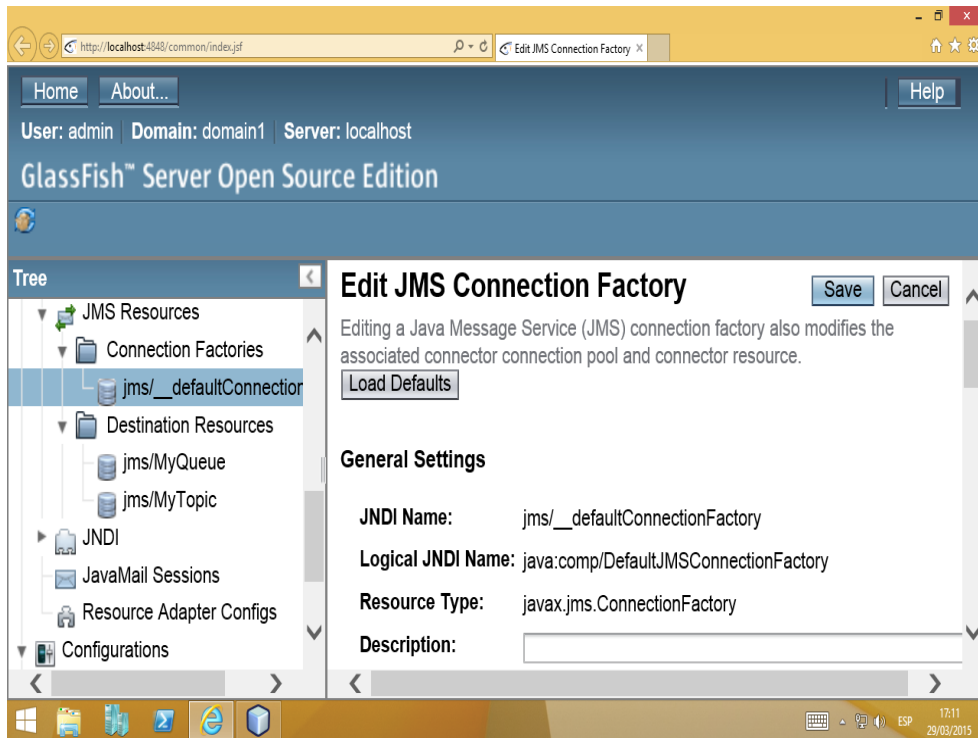 http://localhost:4848/common/index.jsf
Edit JMS Connection Factory
Home
About...
Help
User: admin
Domain: domain1
Server: localhost
GlassFish™ Server Open Source Edition
Tree
JMS Resources
Connection Factories
jms/__defaultConnection
Destination Resources
jms/MyQueue
jms/MyTopic
JNDI
JavaMail Sessions
Resource Adapter Configs
Configurations
Edit JMS Connection Factory
Save
Cancel
Editing a Java Message Service (JMS) connection factory also modifies the
associated connector connection pool and connector resource.
Load Defaults
General Settings
JNDI Name: jms/__defaultConnectionFactory
Logical JNDI Name: java:comp/DefaultJMSConnectionFactory
Resource Type: javax.jms.ConnectionFactory
Description:
ESP
17:11
29/03/2015